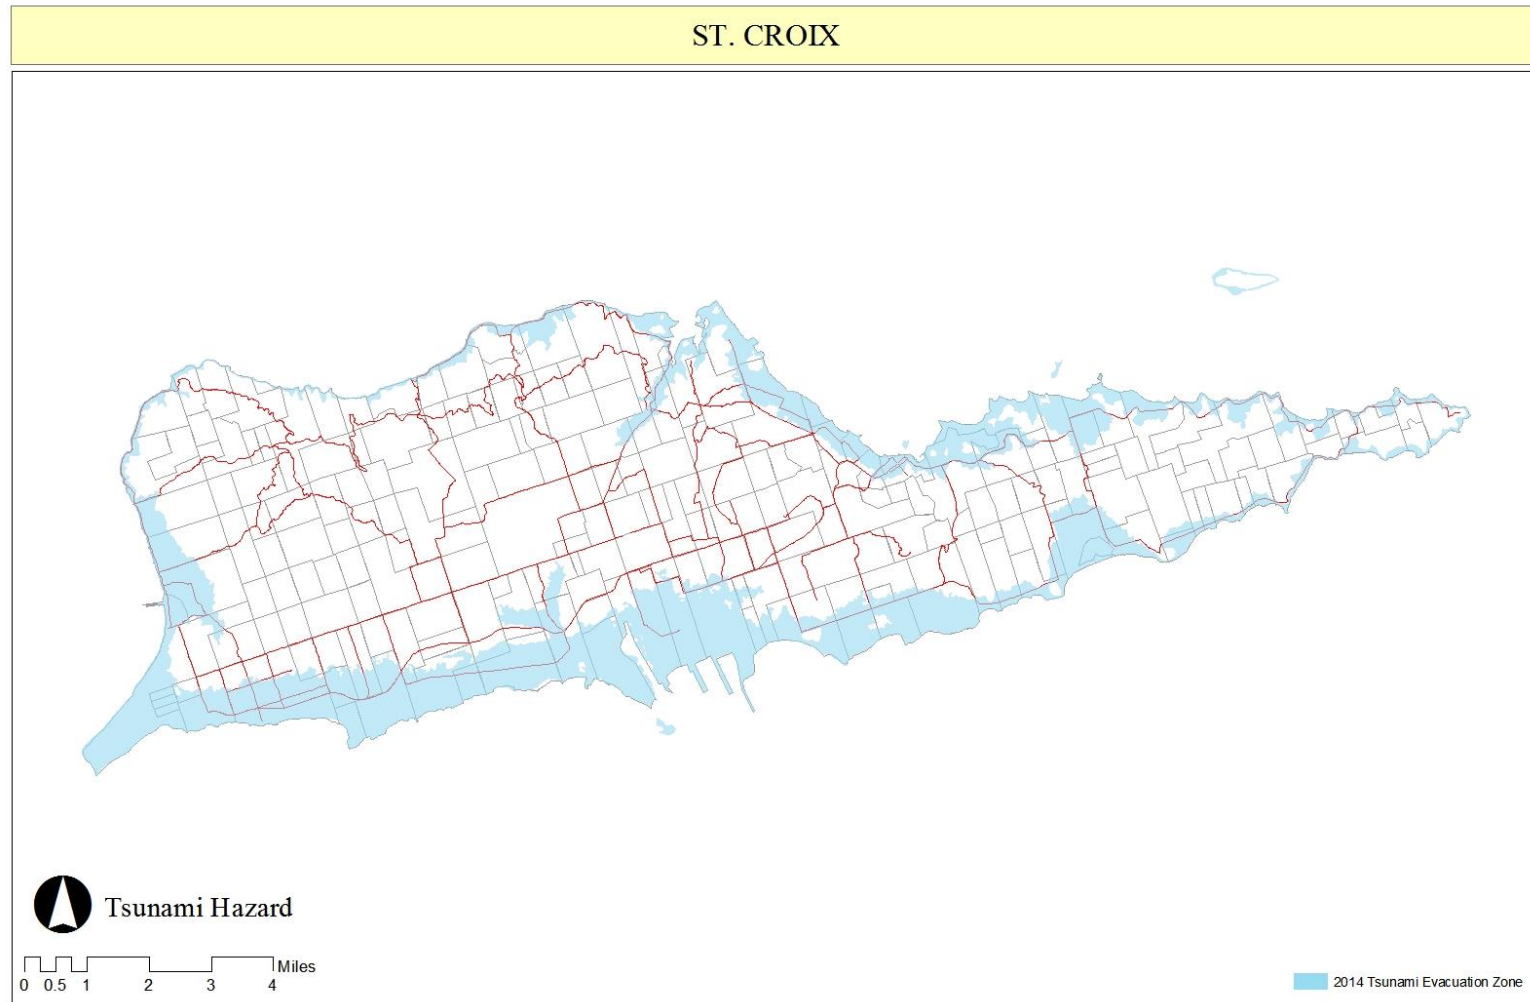 ST. CROIX
Tsunami Hazard
Miles
0 0.5 1 2 3 4
2014 Tsunami Evacuation Zone